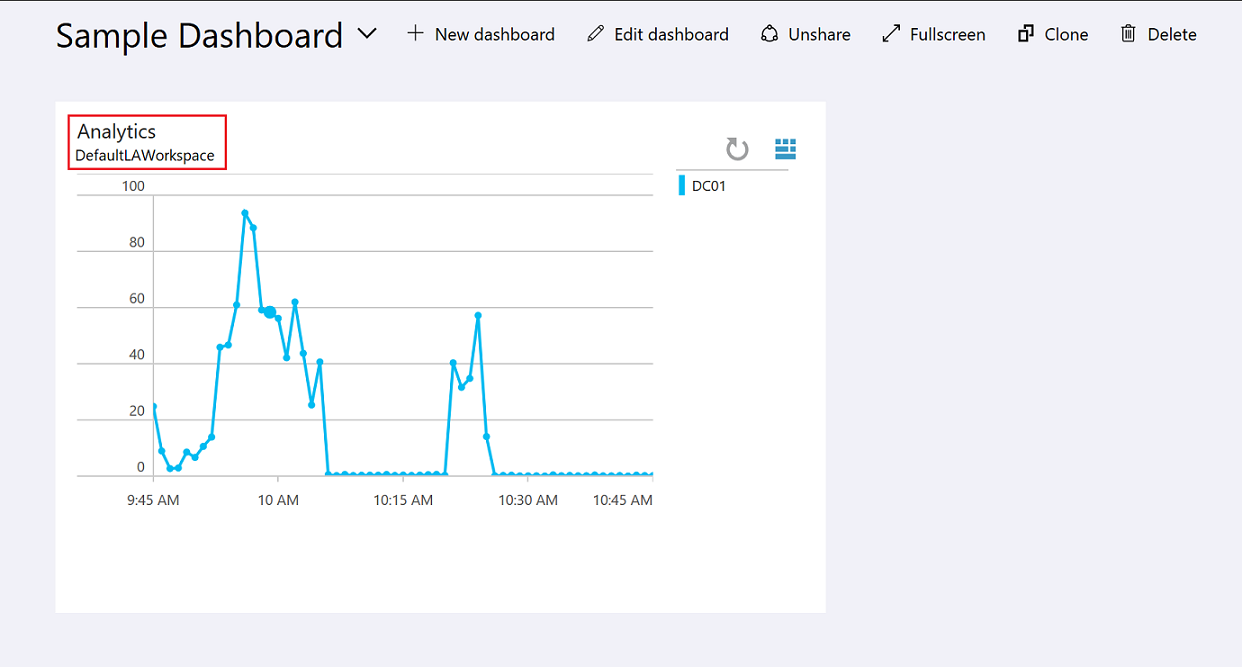 Sample Dashboard New dashboard Edit dashboard Unshare Fullscreen Clone Delete
Analytics
DefaultLAWorkspace
DC01
100
80
60
40
20
0
9:45 AM 10 AM 10:15 AM 10:30 AM 10:45 AM